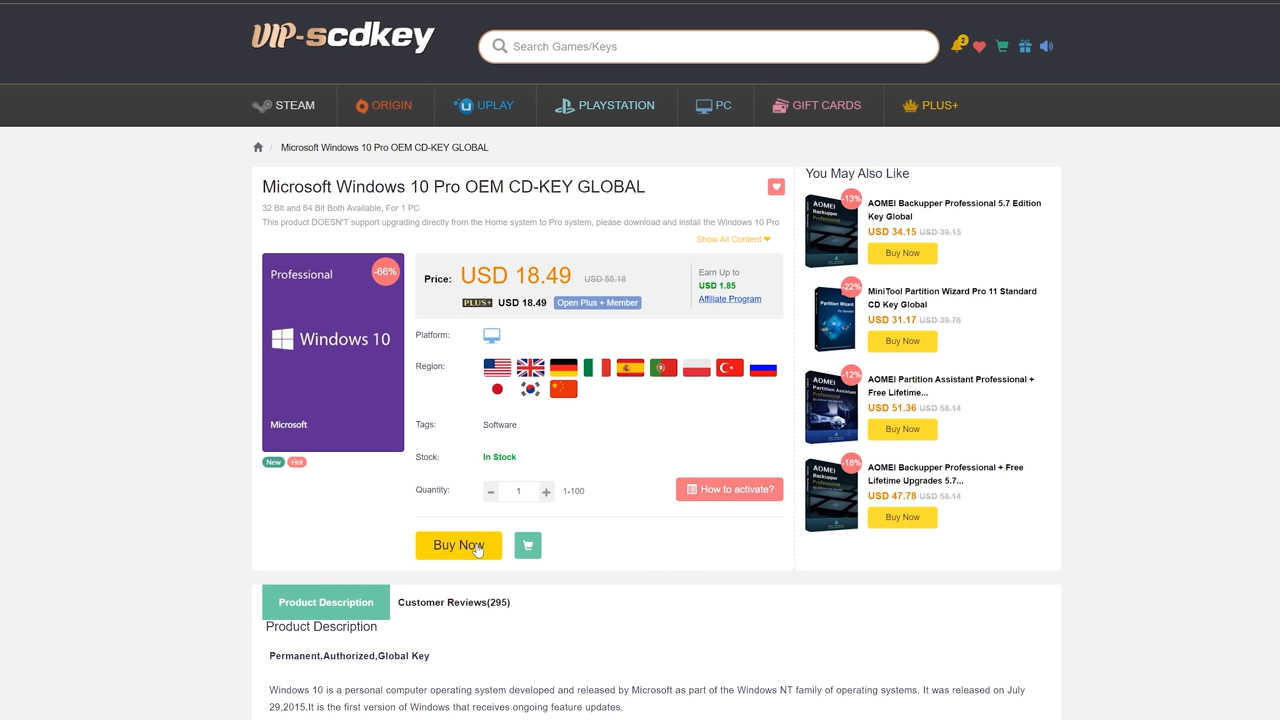 VIP-scdkey
Search Games/Keys
2
STEAM
ORIGIN
UPLAY
PLAYSTATION
PC
GIFT CARDS
PLUS+
/ Microsoft Windows 10 Pro OEM CD-KEY GLOBAL
Microsoft Windows 10 Pro OEM CD-KEY GLOBAL
32 Bit and 64 Bit Both Available, For 1 PC
This product DOESN'T support upgrading directly from the Home system to Pro system, please download and install the Windows 10 Pro
Show All Content
Professional
-66%
Windows 10
Microsoft
New
Hot
Price: USD 18.49 USD 55.18
PLUS+ USD 18.49 Open Plus + Member
Earn Up to
USD 1.85
Affiliate Program
Platform:
Region:
Tags: Software
Stock: In Stock
Quantity: - 1 + 1-100
How to activate?
Buy Now
You May Also Like
-13%
AOMEI
Backupper
Professional
AOMEI Backupper Professional 5.7 Edition
Key Global
USD 34.15 USD 39.15
Buy Now
-22%
Partition Wizard
MiniTool Partition Wizard Pro 11 Standard
CD Key Global
USD 31.17 USD 39.76
Buy Now
-12%
AOMEI
Partition Assistant
Professional
AOMEI Partition Assistant Professional +
Free Lifetime...
USD 51.36 USD 58.14
Buy Now
-18%
AOMEI
Backupper
Professional
AOMEI Backupper Professional + Free
Lifetime Upgrades 5.7...
USD 47.78 USD 58.14
Buy Now
Product Description
Customer Reviews(295)
Product Description
Permanent,Authorized,Global Key
Windows 10 is a personal computer operating system developed and released by Microsoft as part of the Windows NT family of operating systems. It was released on July
29,2015.It is the first version of Windows that receives ongoing feature updates.